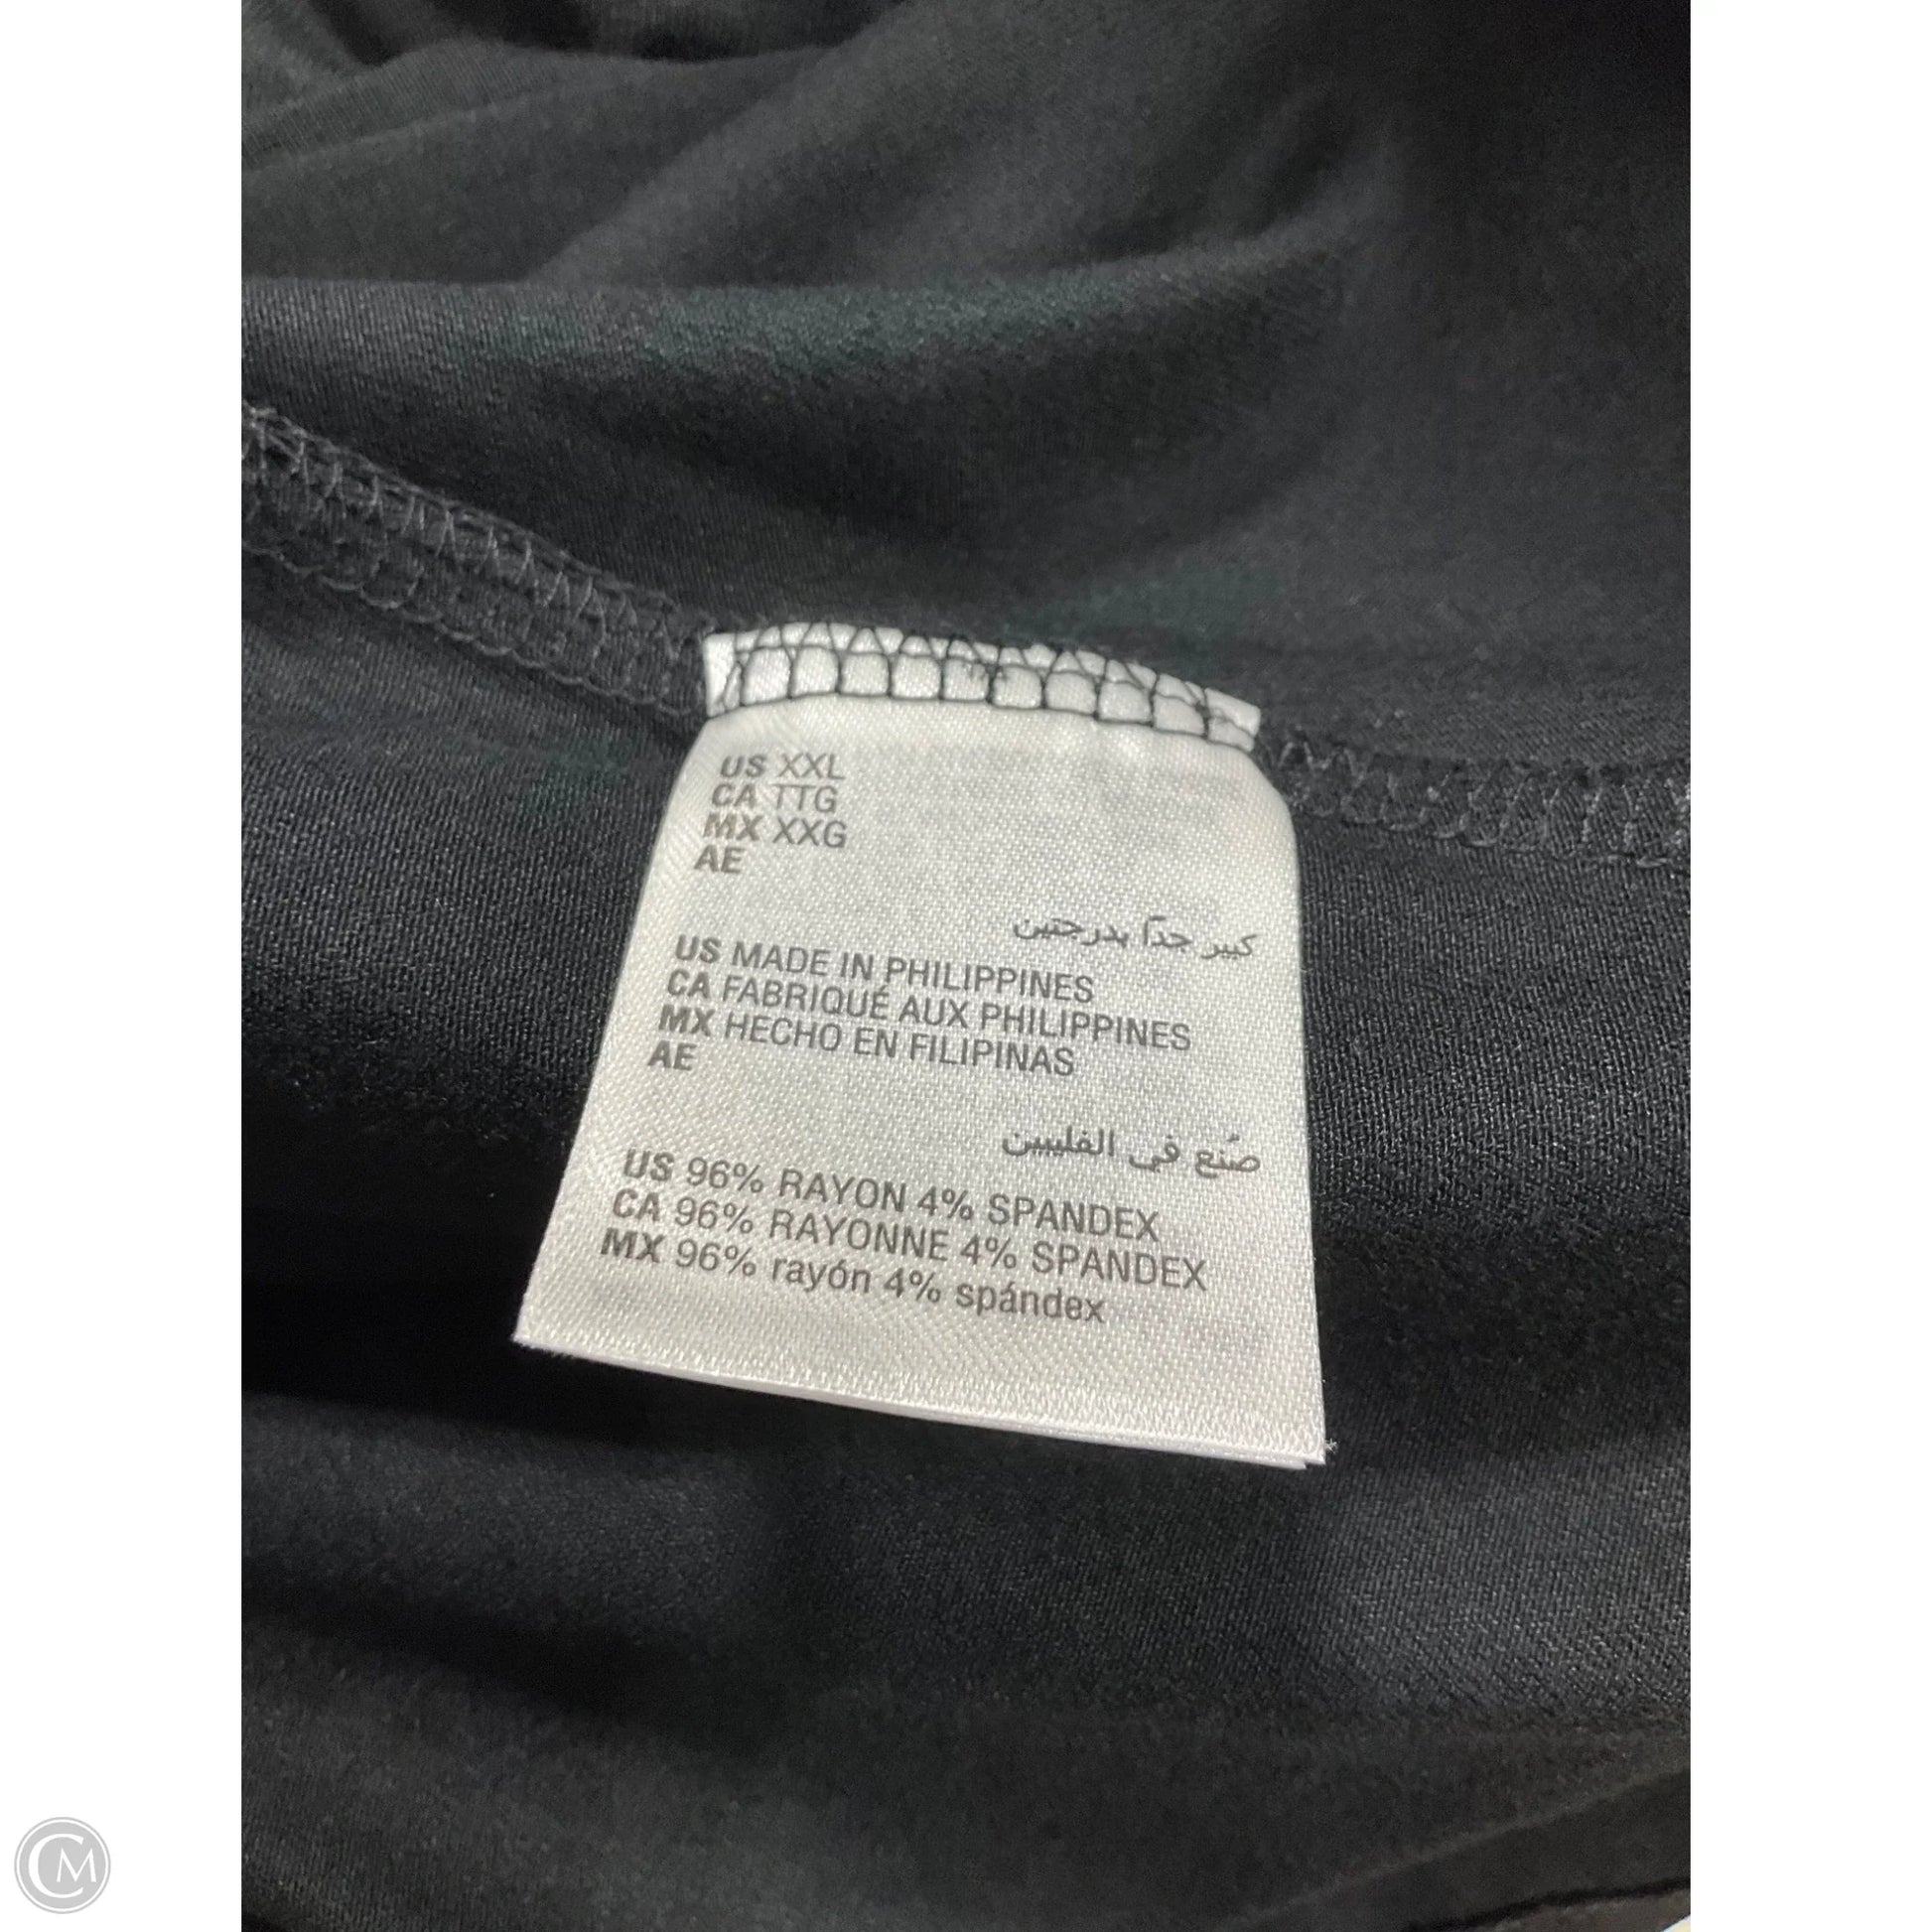 US XXL
CA TTG
MX XXG
AE
كبير جداً بدرجتين
US MADE IN PHILIPPINES
CA FABRIQUÉ AUX PHILIPPINES
MX HECHO EN FILIPINAS
AE
صُنع في الفلبين
US 96% RAYON 4% SPANDEX
CA 96% RAYONNE 4% SPANDEX
MX 96% rayón 4% spándex
CM